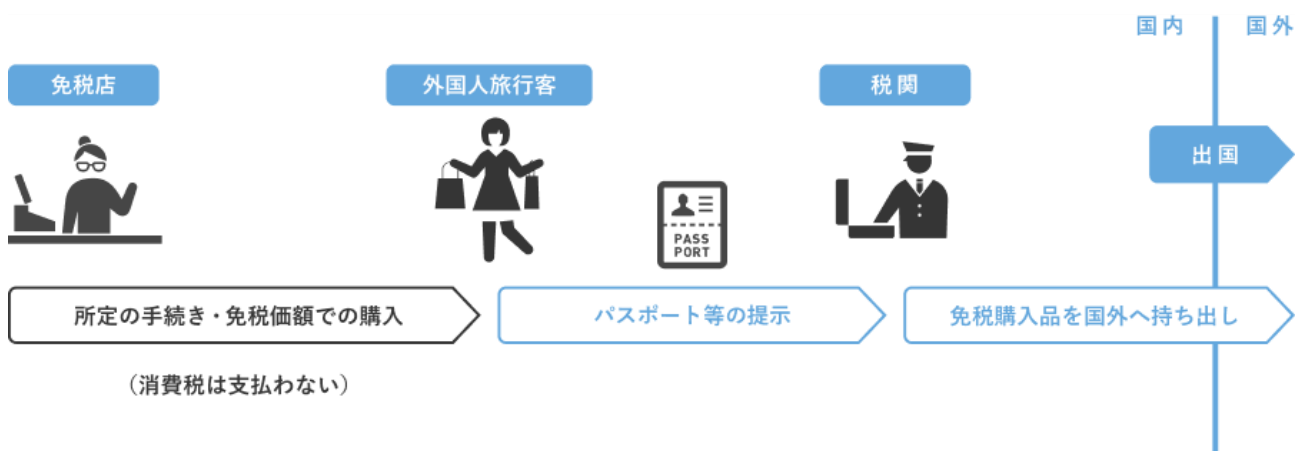 国内
国外
免税店
外国人旅行客
税関
出国
PASS
PORT
所定の手続き・免税価額での購入
パスポート等の提示
免税購入品を国外へ持ち出し
（消費税は支払わない）